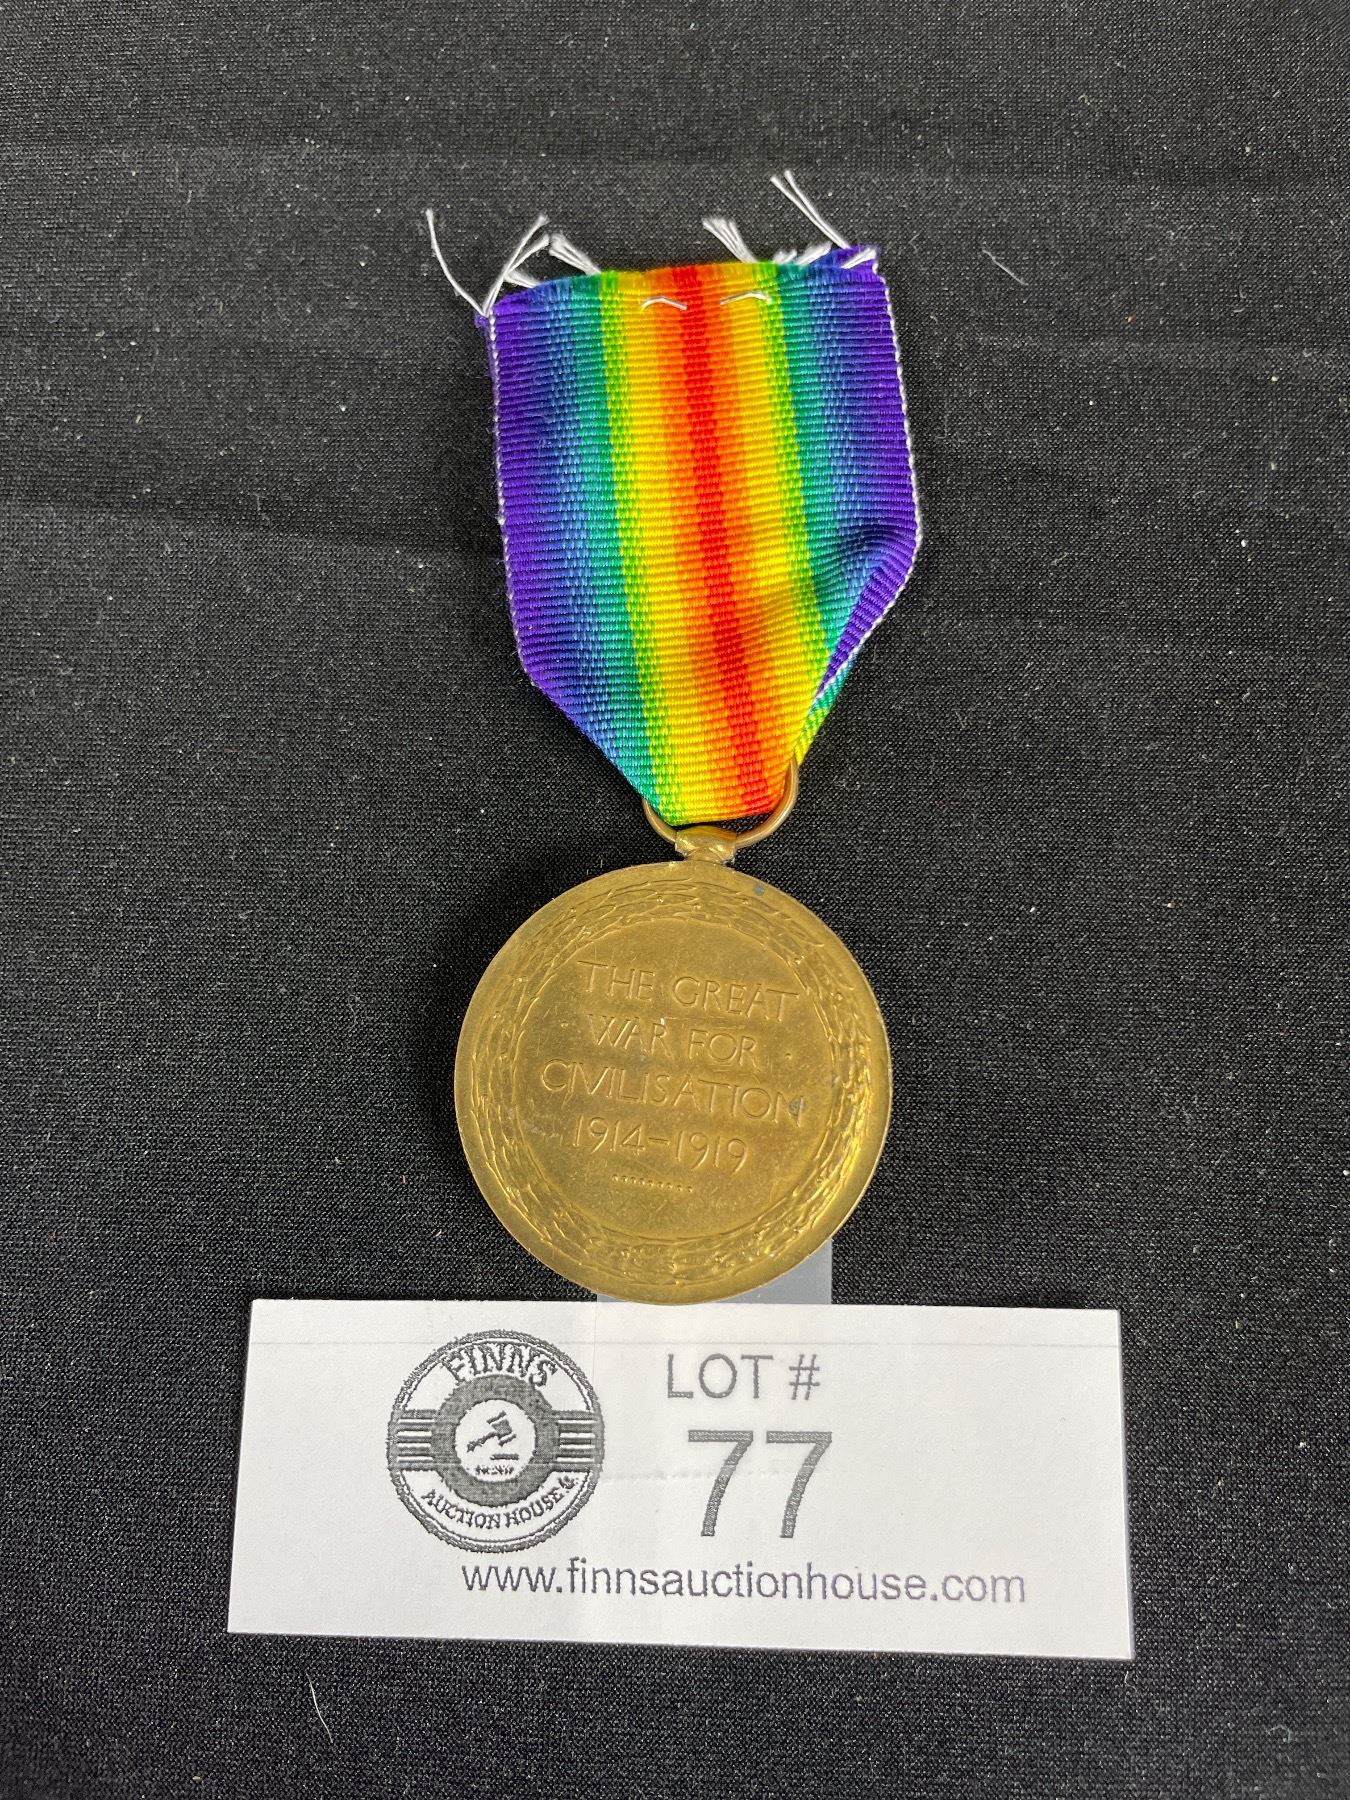 THE GREAT
WAR FOR
CIVILISATION
1914-1919
FINNS
AUCTION HOUSE
LOT #
77
www.finnsauctionhouse.com